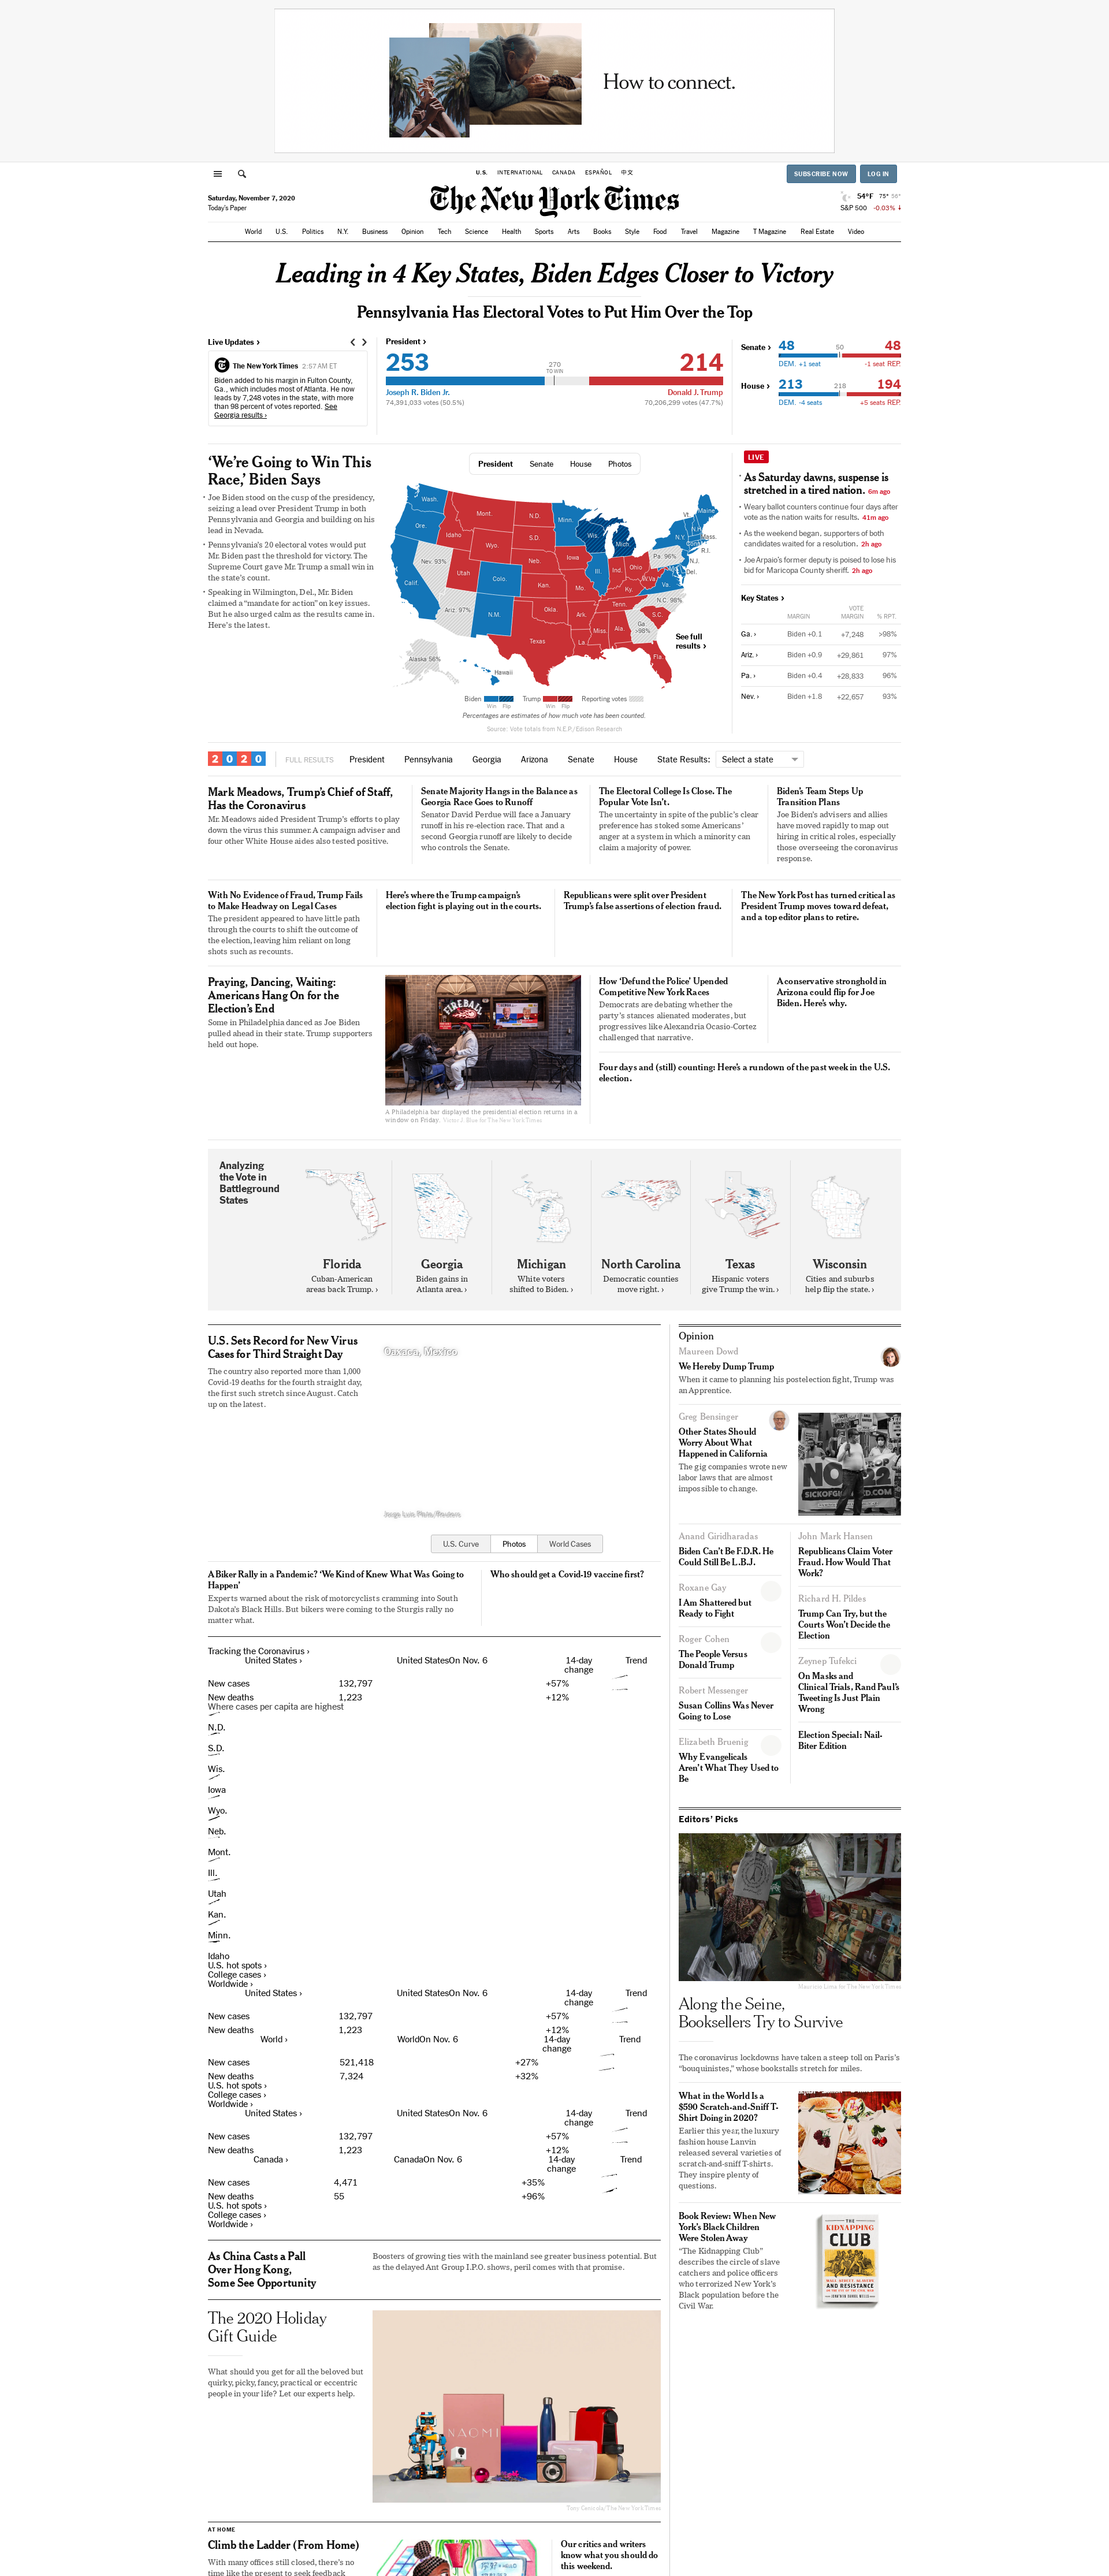 How to connect.
U.S. INTERNATIONAL CANADA ESPAÑOL 中文
SUBSCRIBE NOW LOG IN
Saturday, November 7, 2020
Today's Paper
The New York Times
54°F 75° 56°
S&P 500 -0.03% ↓
World U.S. Politics N.Y. Business Opinion Tech Science Health Sports Arts Books Style Food Travel Magazine T Magazine Real Estate Video
Leading in 4 Key States, Biden Edges Closer to Victory
Pennsylvania Has Electoral Votes to Put Him Over the Top
Live Updates ›
The New York Times 2:57 AM ET
Biden added to his margin in Fulton County,
Ga., which includes most of Atlanta. He now
leads by 7,248 votes in the state, with more
than 98 percent of votes reported. See
Georgia results ›
President ›
253 270 TO WIN 214
Joseph R. Biden Jr. Donald J. Trump
74,391,033 votes (50.5%) 70,206,299 votes (47.7%)
Senate › 48 50 48
DEM. +1 seat -1 seat REP.
House › 213 218 194
DEM. -4 seats +5 seats REP.
‘We’re Going to Win This
Race,’ Biden Says
• Joe Biden stood on the cusp of the presidency,
seizing a lead over President Trump in both
Pennsylvania and Georgia and building on his
lead in Nevada.
• Pennsylvania’s 20 electoral votes would put
Mr. Biden past the threshold for victory. The
Supreme Court gave Mr. Trump a small win in
the state’s count.
• Speaking in Wilmington, Del., Mr. Biden
claimed a “mandate for action” on key issues.
But he also urged calm as the results came in.
Here’s the latest.
President Senate House Photos
Wash.
Ore.
Calif.
Nev. 93%
Idaho
Mont.
Wyo.
Utah
Ariz. 97%
Colo.
N.M.
N.D.
S.D.
Neb.
Kan.
Okla.
Texas
Minn.
Iowa
Mo.
Ark.
La.
Wis.
Ill.
Mich.
Ind.
Ohio
Ky.
Tenn.
Miss.
Ala.
Ga. >98%
Fla.
S.C.
N.C. 98%
Va.
W.Va.
Pa. 96%
N.Y.
Vt.
N.H.
Maine
Mass.
Conn.
R.I.
N.J.
Del.
Alaska 56%
Hawaii
See full
results ›
Biden Trump Reporting votes
Win Flip Win Flip
Percentages are estimates of how much vote has been counted.
Source: Vote totals from N.E.P./Edison Research
LIVE
• As Saturday dawns, suspense is
stretched in a tired nation. 6m ago
• Weary ballot counters continue four days after
vote as the nation waits for results. 41m ago
• As the weekend began, supporters of both
candidates waited for a resolution. 2h ago
• Joe Arpaio’s former deputy is poised to lose his
bid for Maricopa County sheriff. 2h ago
Key States ›
MARGIN VOTE MARGIN % RPT.
Ga. › Biden +0.1 +7,248 >98%
Ariz. › Biden +0.9 +29,861 97%
Pa. › Biden +0.4 +28,833 96%
Nev. › Biden +1.8 +22,657 93%
2020 FULL RESULTS President Pennsylvania Georgia Arizona Senate House State Results: Select a state
Mark Meadows, Trump’s Chief of Staff,
Has the Coronavirus
Mr. Meadows aided President Trump’s efforts to play
down the virus this summer. A campaign adviser and
four other White House aides also tested positive.
Senate Majority Hangs in the Balance as
Georgia Race Goes to Runoff
Senator David Perdue will face a January
runoff in his re-election race. That and a
second Georgia runoff are likely to decide
who controls the Senate.
The Electoral College Is Close. The
Popular Vote Isn’t.
The uncertainty in spite of the public’s clear
preference has stoked some Americans’
anger at a system in which a minority can
claim a majority of power.
Biden’s Team Steps Up
Transition Plans
Joe Biden’s advisers and allies
have moved rapidly to map out
hiring in critical roles, especially
those overseeing the coronavirus
response.
With No Evidence of Fraud, Trump Fails
to Make Headway on Legal Cases
The president appeared to have little path
through the courts to shift the outcome of
the election, leaving him reliant on long
shots such as recounts.
Here’s where the Trump campaign’s
election fight is playing out in the courts.
Republicans were split over President
Trump’s false assertions of election fraud.
The New York Post has turned critical as
President Trump moves toward defeat,
and a top editor plans to retire.
Praying, Dancing, Waiting:
Americans Hang On for the
Election’s End
Some in Philadelphia danced as Joe Biden
pulled ahead in their state. Trump supporters
held out hope.
FIREBALL
A Philadelphia bar displayed the presidential election returns in a
window on Friday. Victor J. Blue for The New York Times
How ‘Defund the Police’ Upended
Competitive New York Races
Democrats are debating whether the
party’s stances alienated moderates, but
progressives like Alexandria Ocasio-Cortez
challenged that narrative.
A conservative stronghold in
Arizona could flip for Joe
Biden. Here’s why.
Four days and (still) counting: Here’s a rundown of the past week in the U.S.
election.
Analyzing
the Vote in
Battleground
States
Florida
Cuban-American
areas back Trump. ›
Georgia
Biden gains in
Atlanta area. ›
Michigan
White voters
shifted to Biden. ›
North Carolina
Democratic counties
move right. ›
Texas
Hispanic voters
give Trump the win. ›
Wisconsin
Cities and suburbs
help flip the state. ›
U.S. Sets Record for New Virus
Cases for Third Straight Day
The country also reported more than 1,000
Covid-19 deaths for the fourth straight day,
the first such stretch since August. Catch
up on the latest.
Oaxaca, Mexico
Jorge Luis Plata/Reuters
U.S. Curve Photos World Cases
A Biker Rally in a Pandemic? ‘We Kind of Knew What Was Going to
Happen’
Experts warned about the risk of motorcyclists cramming into South
Dakota’s Black Hills. But bikers were coming to the Sturgis rally no
matter what.
Who should get a Covid-19 vaccine first?
Tracking the Coronavirus ›
United States › United StatesOn Nov. 6 14-day change Trend
New cases 132,797 +57%
New deaths 1,223 +12%
Where cases per capita are highest
N.D.
S.D.
Wis.
Iowa
Wyo.
Neb.
Mont.
Ill.
Utah
Kan.
Minn.
Idaho
U.S. hot spots ›
College cases ›
Worldwide ›
United States › United StatesOn Nov. 6 14-day change Trend
New cases 132,797 +57%
New deaths 1,223 +12%
World › WorldOn Nov. 6 14-day change Trend
New cases 521,418 +27%
New deaths 7,324 +32%
U.S. hot spots ›
College cases ›
Worldwide ›
United States › United StatesOn Nov. 6 14-day change Trend
New cases 132,797 +57%
New deaths 1,223 +12%
Canada › CanadaOn Nov. 6 14-day change Trend
New cases 4,471 +35%
New deaths 55 +96%
U.S. hot spots ›
College cases ›
Worldwide ›
As China Casts a Pall
Over Hong Kong,
Some See Opportunity
Boosters of growing ties with the mainland see greater business potential. But
as the delayed Ant Group I.P.O. shows, peril comes with that promise.
The 2020 Holiday
Gift Guide
What should you get for all the beloved but
quirky, picky, fancy, practical or eccentric
people in your life? Let our experts help.
NAOMI
Tony Cenicola/The New York Times
AT HOME
Climb the Ladder (From Home)
With many offices still closed, there’s no
time like the present to seek feedback
Our critics and writers
know what you should do
this weekend.
Opinion
Maureen Dowd
We Hereby Dump Trump
When it came to planning his postelection fight, Trump was
an Apprentice.
Greg Bensinger
Other States Should
Worry About What
Happened in California
The gig companies wrote new
labor laws that are almost
impossible to change.
NO 22
Anand Giridharadas
Biden Can’t Be F.D.R. He
Could Still Be L.B.J.
Roxane Gay
I Am Shattered but
Ready to Fight
Roger Cohen
The People Versus
Donald Trump
Robert Messenger
Susan Collins Was Never
Going to Lose
Elizabeth Bruenig
Why Evangelicals
Aren’t What They Used to
Be
John Mark Hansen
Republicans Claim Voter
Fraud. How Would That
Work?
Richard H. Pildes
Trump Can Try, but the
Courts Won’t Decide the
Election
Zeynep Tufekci
On Masks and
Clinical Trials, Rand Paul’s
Tweeting Is Just Plain
Wrong
Election Special: Nail-
Biter Edition
Editors’ Picks
Mauricio Lima for The New York Times
Along the Seine,
Booksellers Try to Survive
The coronavirus lockdowns have taken a steep toll on Paris’s
“bouquinistes,” whose bookstalls stretch for miles.
What in the World Is a
$590 Scratch-and-Sniff T-
Shirt Doing in 2020?
Earlier this year, the luxury
fashion house Lanvin
released several varieties of
scratch-and-sniff T-shirts.
They inspire plenty of
questions.
Book Review: When New
York’s Black Children
Were Stolen Away
“The Kidnapping Club”
describes the circle of slave
catchers and police officers
who terrorized New York’s
Black population before the
Civil War.
THE
KIDNAPPING
CLUB
AND RESISTANCE
JONATHAN DANIEL WELLS